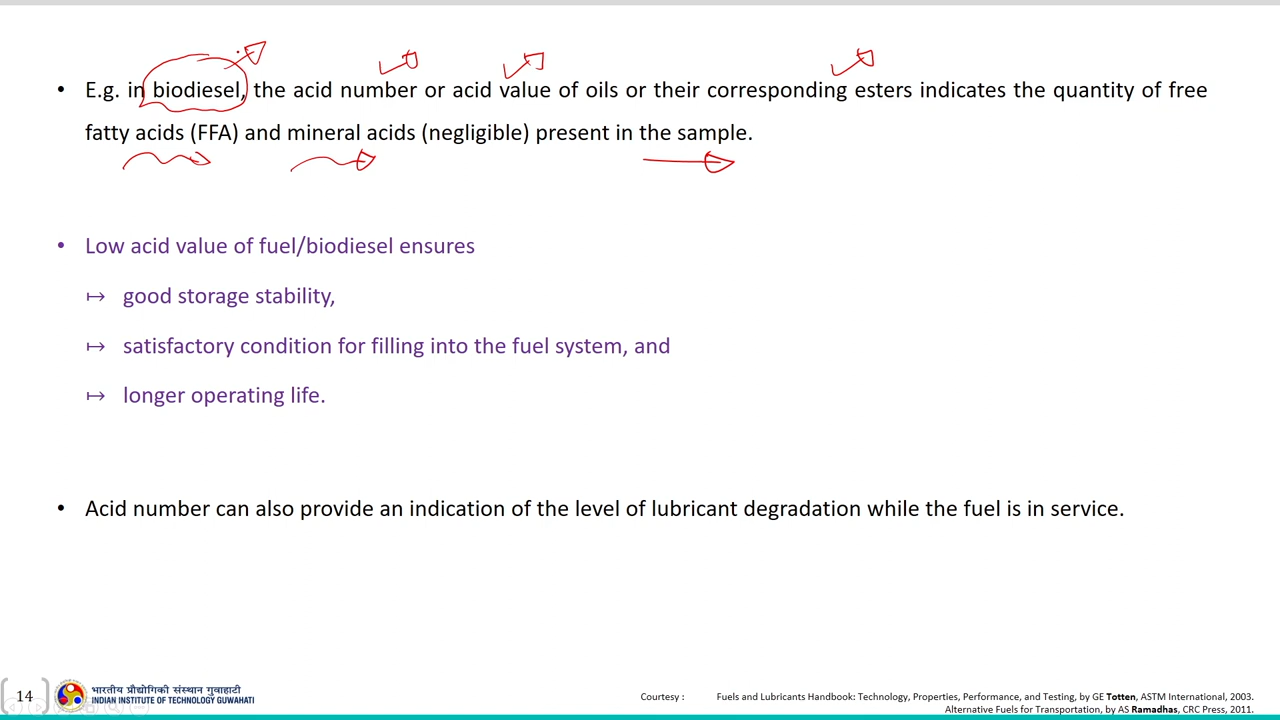 • E.g. in biodiesel, the acid number or acid value of oils or their corresponding esters indicates the quantity of free
fatty acids (FFA) and mineral acids (negligible) present in the sample.
• Low acid value of fuel/biodiesel ensures
↦ good storage stability,
↦ satisfactory condition for filling into the fuel system, and
↦ longer operating life.
• Acid number can also provide an indication of the level of lubricant degradation while the fuel is in service.
14
भारतीय प्रौद्योगिकी संस्थान गुवाहाटी
INDIAN INSTITUTE OF TECHNOLOGY GUWAHATI
Courtesy : Fuels and Lubricants Handbook: Technology, Properties, Performance, and Testing, by GE Totten, ASTM International, 2003.
Alternative Fuels for Transportation, by AS Ramadhas, CRC Press, 2011.